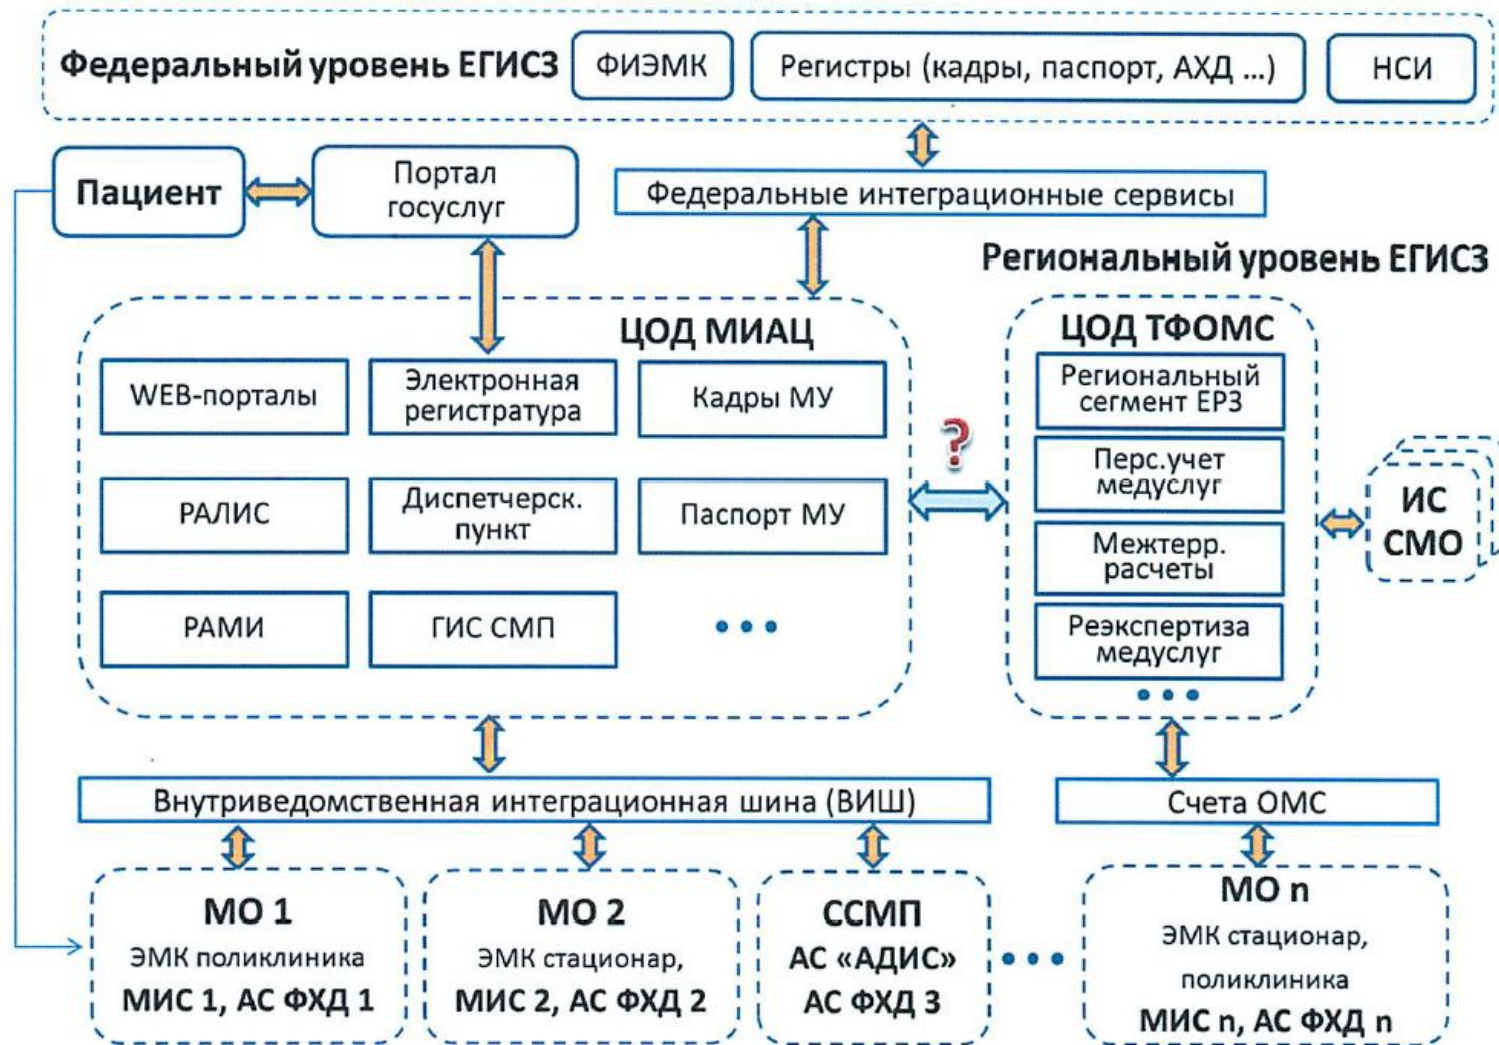 Федеральный уровень ЕГИСЗ
ФИЭМК
Регистры (кадры, паспорт, АХД ...)
НСИ
Пациент
Портал
госуслуг
Федеральные интеграционные сервисы
Региональный уровень ЕГИСЗ
ЦОД МИАЦ
WEB-порталы
Электронная
регистратура
Кадры МУ
РАЛИС
Диспетчерск.
пункт
Паспорт МУ
РАМИ
ГИС СМП
• • •
?
ЦОД ТФОМС
Региональный
сегмент ЕРЗ
Перс.учет
медуслуг
Межтерр.
расчеты
Реэкспертиза
медуслуг
• • •
ИС
СМО
Внутриведомственная интеграционная шина (ВИШ)
Счета ОМС
МО 1
ЭМК поликлиника
МИС 1, АС ФХД 1
МО 2
ЭМК стационар,
МИС 2, АС ФХД 2
ССМП
АС «АДИС»
АС ФХД 3
• • •
МО n
ЭМК стационар,
поликлиника
МИС n, АС ФХД n